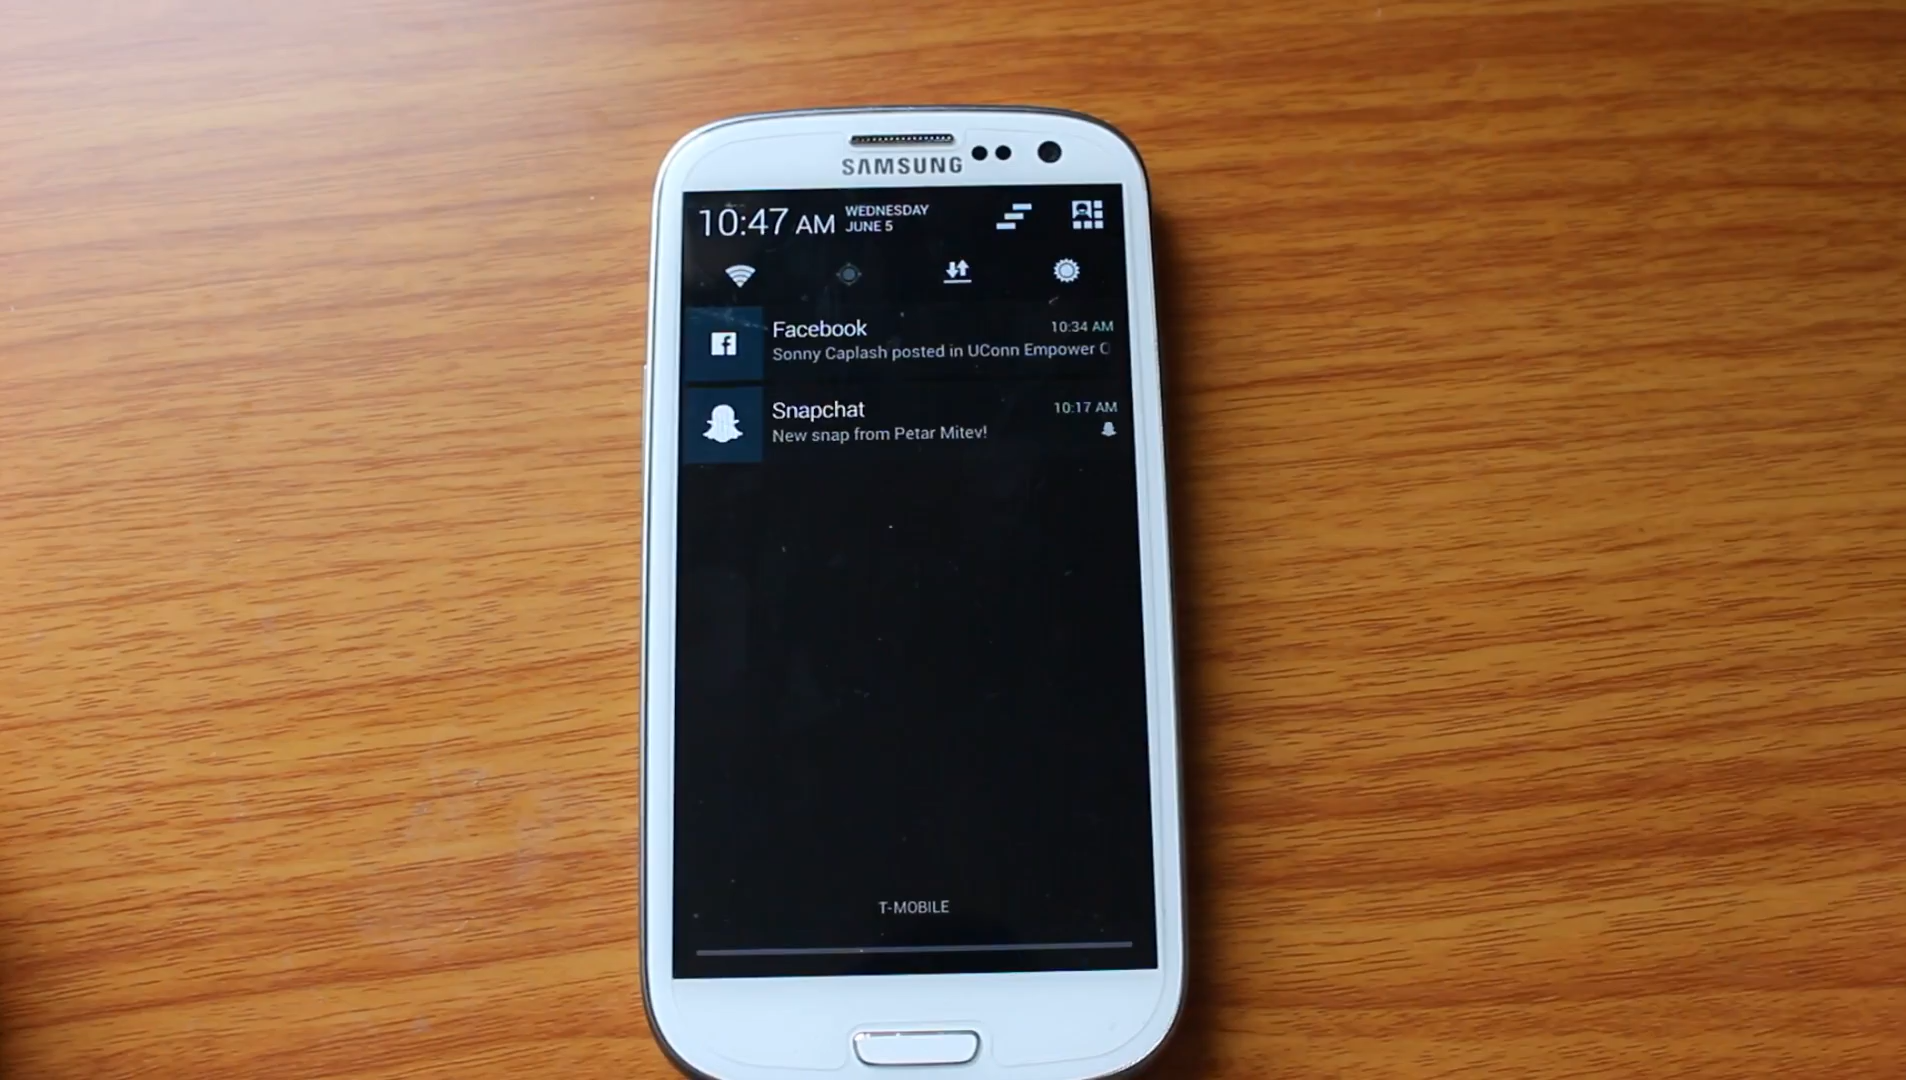 SAMSUNG
10:47 AM
WEDNESDAY
JUNE 5
Facebook
10:34 AM
Sonny Caplash posted in UConn Empower
Snapchat
10:17 AM
New snap from Petar Mitev!
T-MOBILE